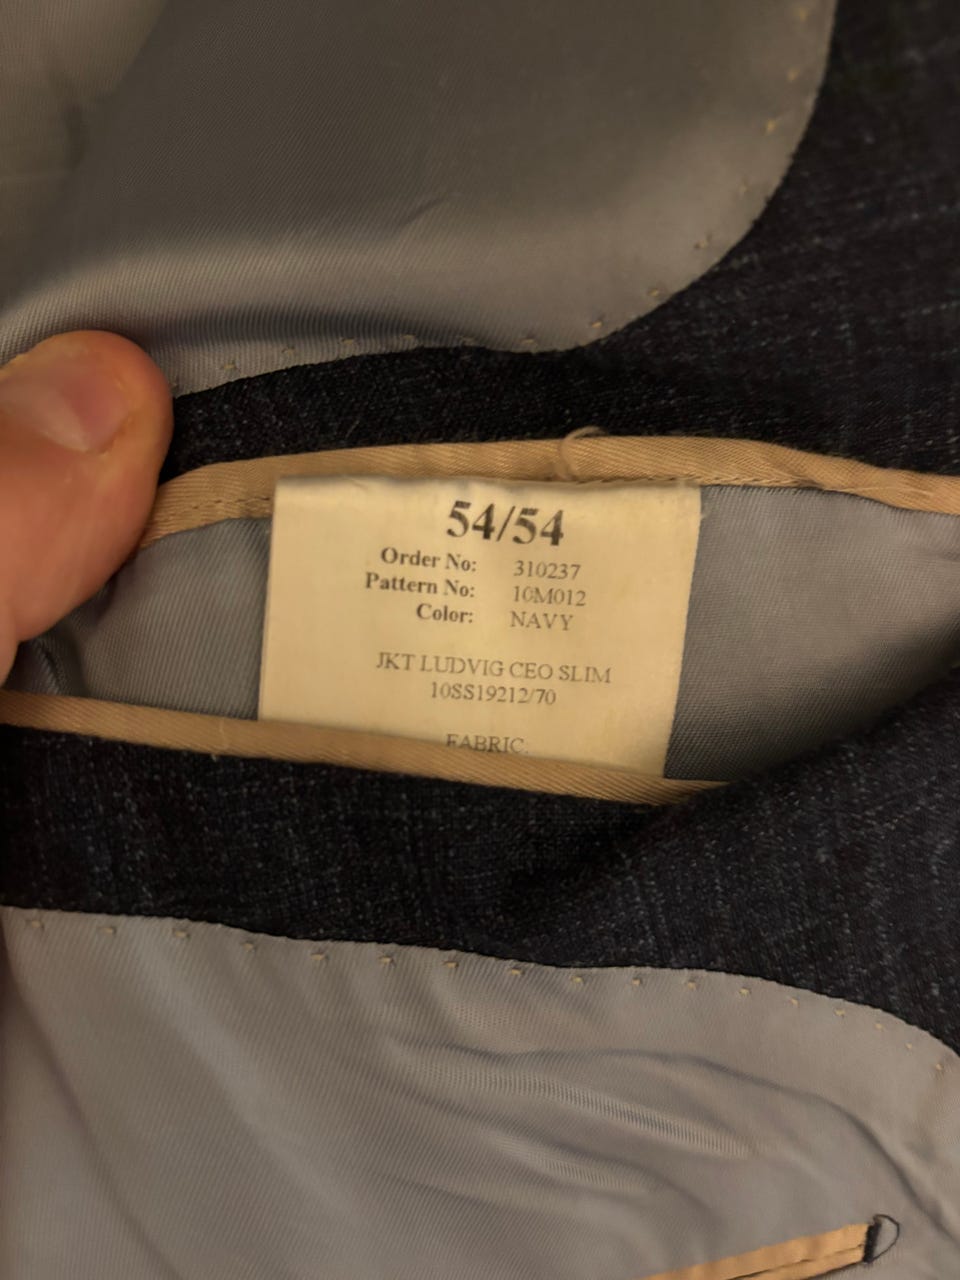 54/54
Order No: 310237
Pattern No: 10M012
Color: NAVY
JKT LUDVIG CEO SLIM
10SS19212/70
FABRIC: